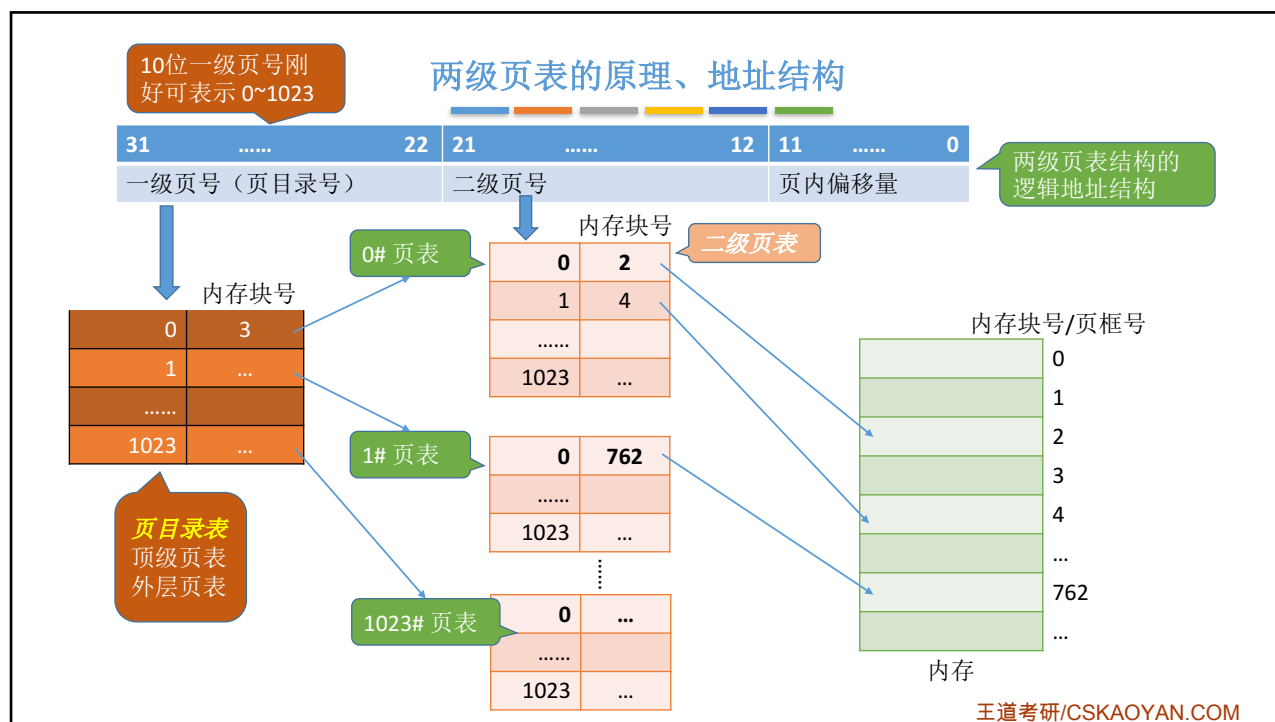 10位一级页号刚
好可表示 0~1023
两级页表的原理、地址结构
31 …… 22 21 …… 12 11 …… 0
一级页号（页目录号） 二级页号 页内偏移量
两级页表结构的
逻辑地址结构
内存块号
0 3
1 ...
……
1023 ...
页目录表
顶级页表
外层页表
0# 页表
内存块号
二级页表
0 2
1 4
……
1023 ...
1# 页表
0 762
……
1023 ...
……
1023# 页表
0 ...
……
1023 ...
内存块号/页框号
0
1
2
3
4
...
762
...
内存
王道考研/CSKAOYAN.COM